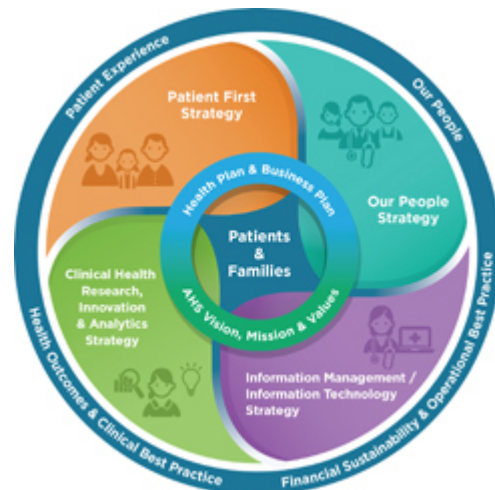 Patient Experience
Our People
Patient First
Strategy
Our People
Strategy
Health Plan & Business Plan
Patients
&
Families
AHS Vision, Mission & Values
Clinical Health
Research,
Innovation
& Analytics
Strategy
Information Management /
Information Technology
Strategy
Health Outcomes & Clinical Best Practice
Financial Sustainability & Operational Best Practice